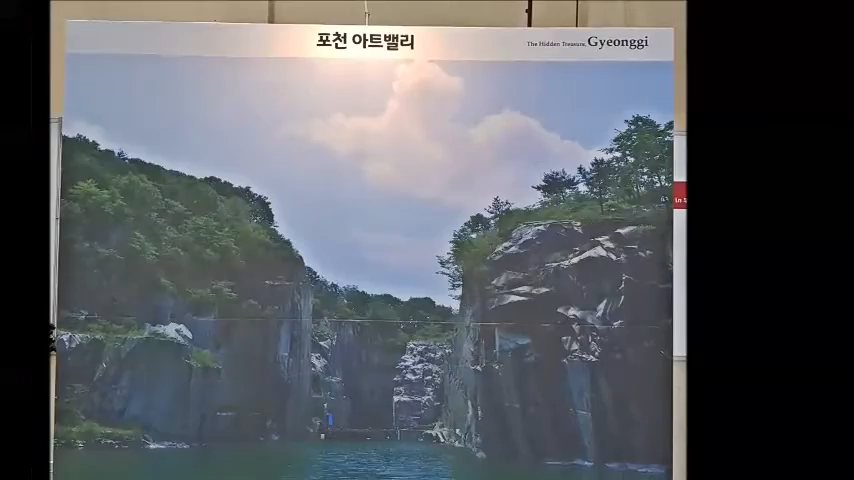 포천 아트밸리
The Hidden Treasure, Gyeonggi